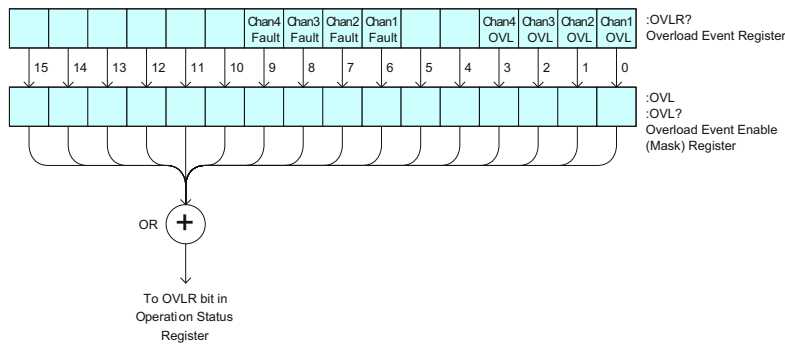 Chan4 Fault
Chan3 Fault
Chan2 Fault
Chan1 Fault
Chan4 OVL
Chan3 OVL
Chan2 OVL
Chan1 OVL
:OVLR?
Overload Event Register
15 14 13 12 11 10 9 8 7 6 5 4 3 2 1 0
:OVL
:OVL?
Overload Event Enable
(Mask) Register
OR +
To OVLR bit in
Operation Status
Register